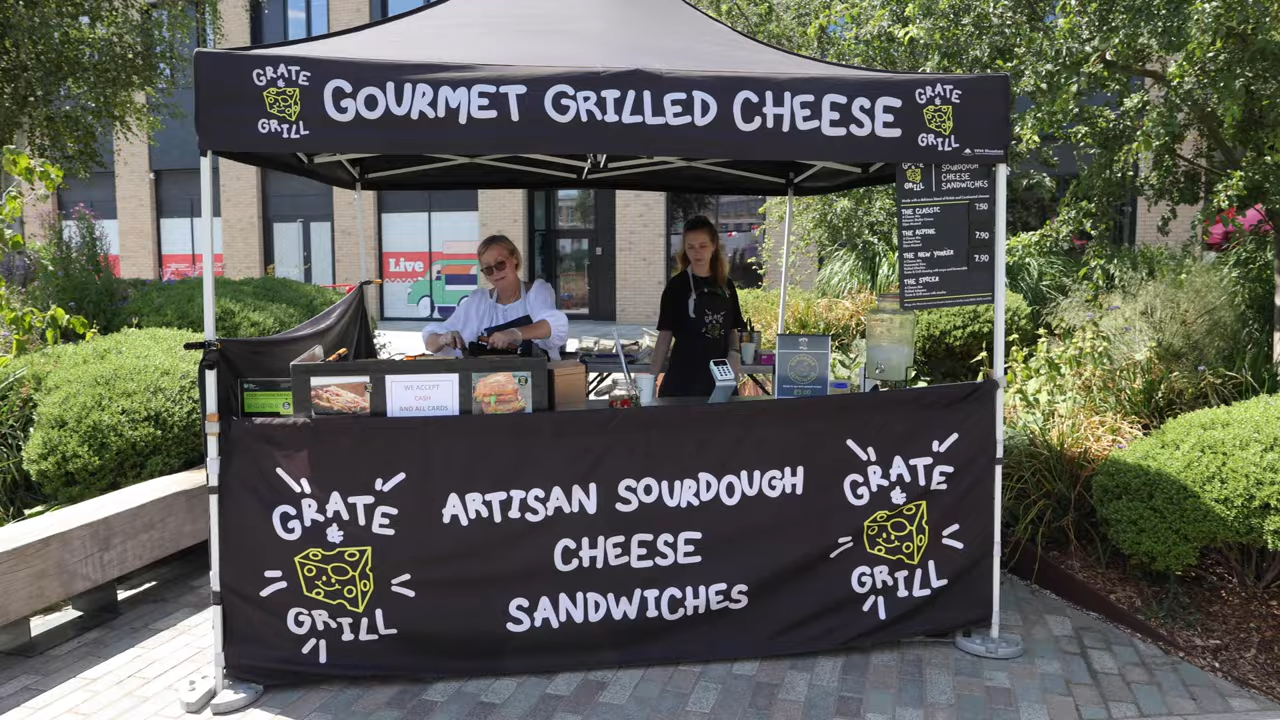 GRATE
&
GRILL
GOURMET GRILLED CHEESE
GRATE
&
GRILL
GRILL
SOURDOUGH
CHEESE
SANDWICHES
THE CLASSIC
7.50
THE ALPINE
7.90
THE NEW YORKER
7.90
THE STOCKR
Live
WE ACCEPT
CASH
AND ALL CARDS
GRATE
&
GRILL
ARTISAN SOURDOUGH
CHEESE
SANDWICHES
GRATE
&
GRILL